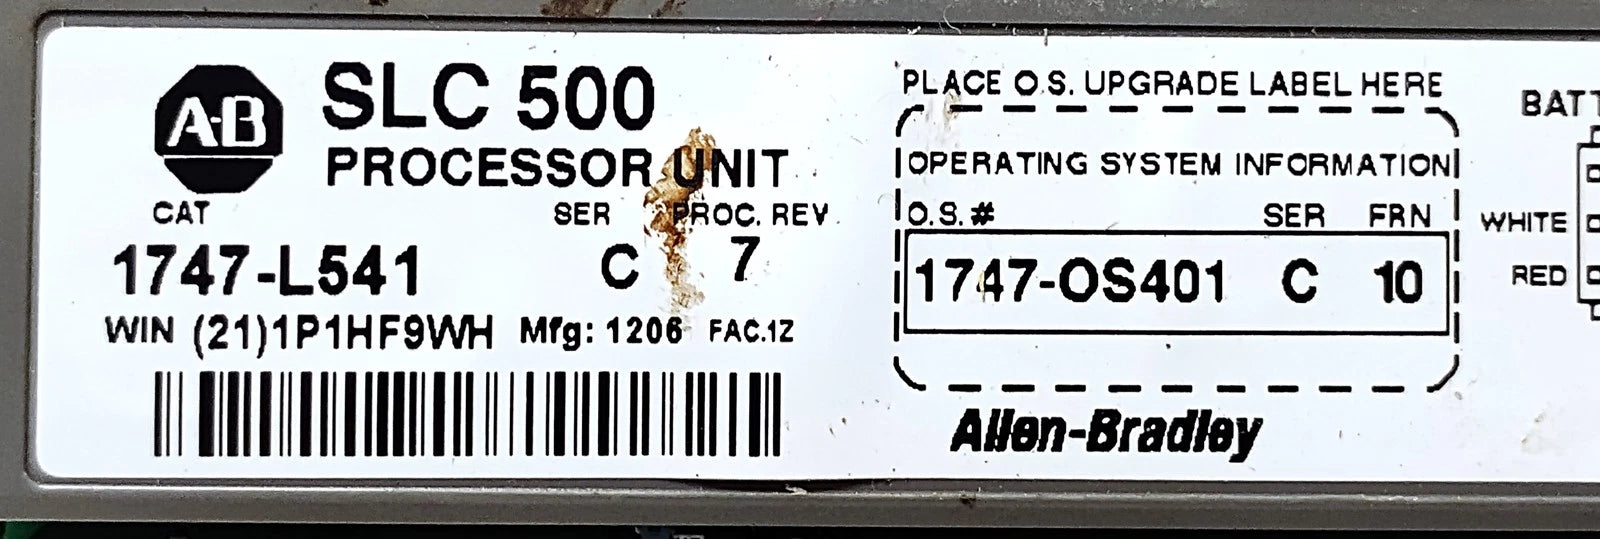 A-B
SLC 500
PROCESSOR UNIT
CAT SER PROC. REV.
1747-L541 C 7
WIN (21)1P1HF9WH Mfg: 1206 FAC.1Z
PLACE O.S. UPGRADE LABEL HERE
OPERATING SYSTEM INFORMATION
O.S.# SER FRN
1747-OS401 C 10
Allen-Bradley
BATT
WHITE
RED